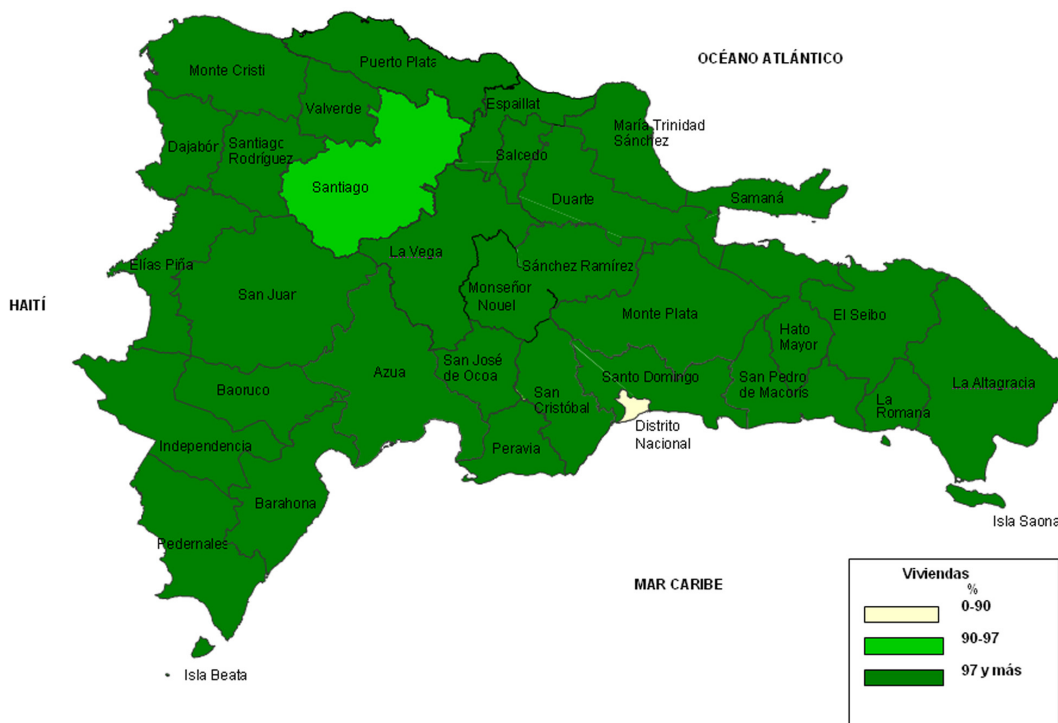 OCÉANO ATLÁNTICO
Puerto Plata
Monte Cristi
Espaillat
Valverde
María Trinidad
Sánchez
Dajabór
Santiago
Rodríguez
Salcedo
Santiago
Duarte
Samaná
La Vega
Elías Piña
Sánchez Ramírez
San Juar
Monseñor
Nouel
HAITÍ
Monte Plata
El Seibo
Hato
Mayor
San José
de Ocoa
Azua
Santo Domingo
San Pedro
de Macorís
La Altagracia
Baoruco
San
Cristóbal
La
Romana
Distrito
Nacional
Independencia
Peravia
Barahona
Isla Saona
Pedernales
MAR CARIBE
Viviendas
%
0-90
90-97
97 y más
Isla Beata